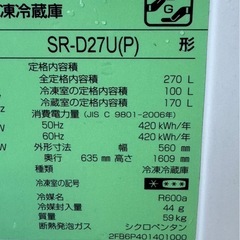 凍冷蔵庫
G
SR-D27U(P) 形
定格内容積
全定格内容積 270 L
冷凍室の定格内容積 100 L
冷蔵室の定格内容積 170 L
消費電力量(JIS C 9801-2006年)
50Hz 420 kWh/年
60Hz 420 kWh/年
外形寸法 幅 560 mm
奥行 635 mm 高さ 1609 mm
種類 冷凍冷蔵庫
冷凍室の記号
冷媒 R600a
冷媒封入量 44 g
質量 59kg
断熱発泡ガス シクロペンタン
2FB6P401401000